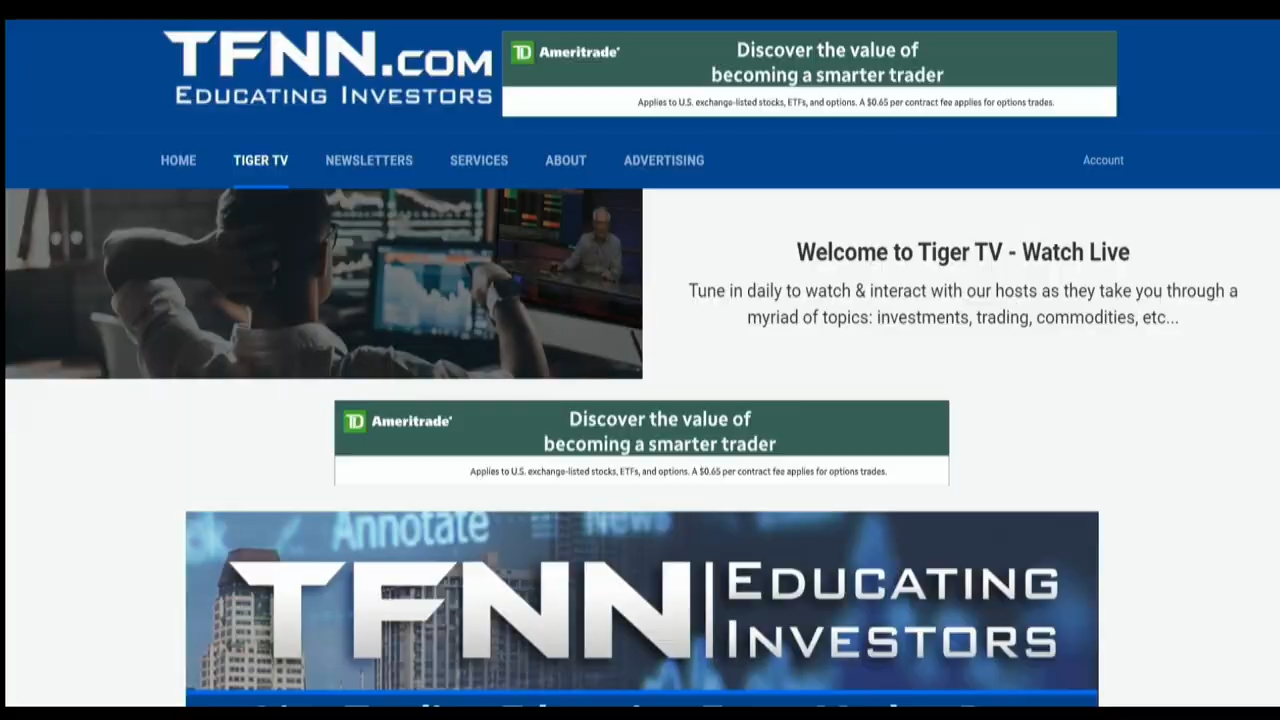 TFNN.COM
EDUCATING INVESTORS
TD Ameritrade
Discover the value of
becoming a smarter trader
Applies to U.S. exchange-listed stocks, ETFs, and options. A $0.65 per contract fee applies for options trades.
HOME TIGER TV NEWSLETTERS SERVICES ABOUT ADVERTISING Account
Welcome to Tiger TV - Watch Live
Tune in daily to watch & interact with our hosts as they take you through a
myriad of topics: investments, trading, commodities, etc...
TD Ameritrade
Discover the value of
becoming a smarter trader
Applies to U.S. exchange-listed stocks, ETFs, and options. A $0.65 per contract fee applies for options trades.
Annotate News
TFNN
EDUCATING
INVESTORS